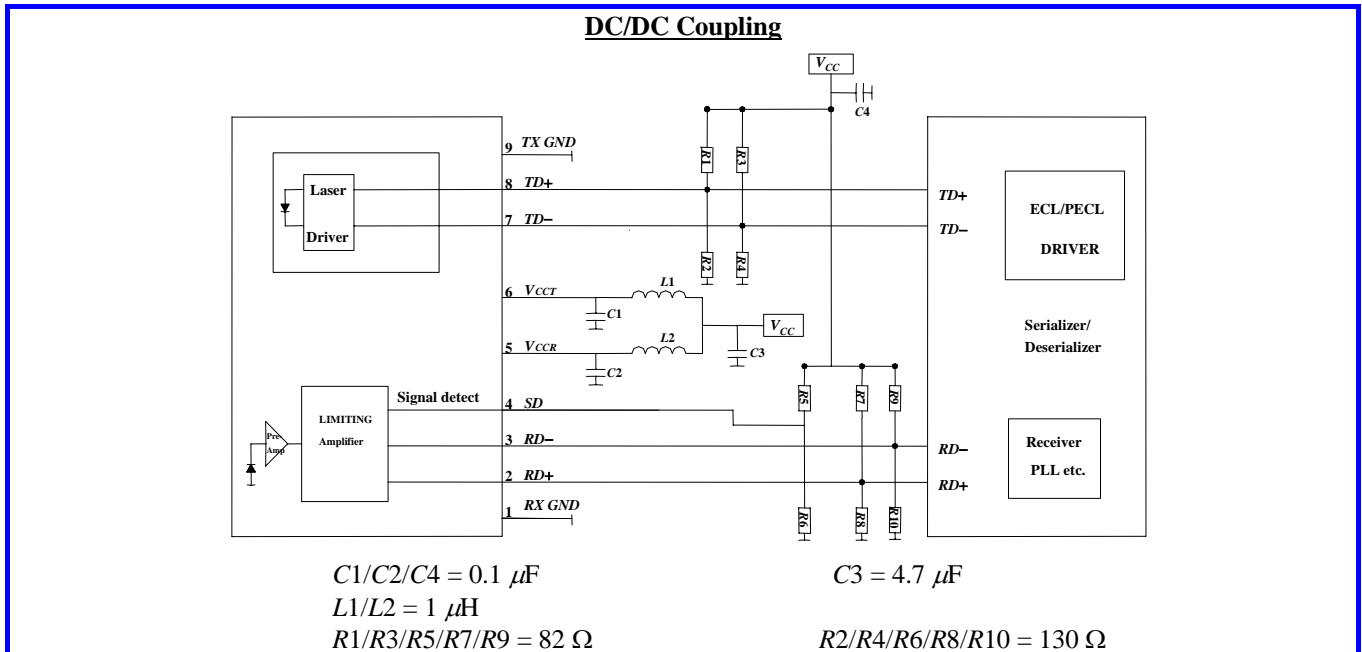 DC/DC Coupling
VCC
C4
9 TX GND
R1
R3
Laser
Driver
8 TD+
7 TD−
TD+
TD−
ECL/PECL
DRIVER
R2
R4
6 VCCT
L1
C1
VCC
5 VCCR
L2
C2
C3
Serializer/
Deserializer
R5
R7
R9
Signal detect
4 SD
LIMITING
Amplifier
Pre-
Amp
3 RD−
RD−
Receiver
PLL etc.
2 RD+
RD+
1 RX GND
R6
R8
R10
C1/C2/C4 = 0.1 μF
C3 = 4.7 μF
L1/L2 = 1 μH
R1/R3/R5/R7/R9 = 82 Ω
R2/R4/R6/R8/R10 = 130 Ω